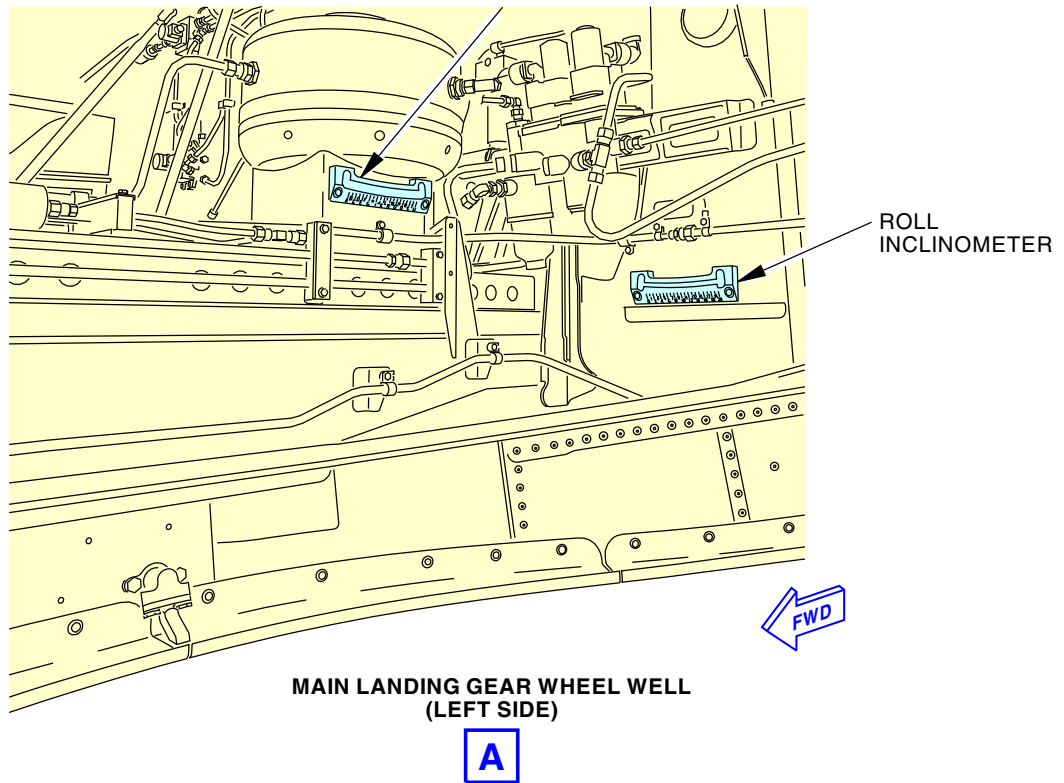 ROLL
INCLINOMETER
FWD
MAIN LANDING GEAR WHEEL WELL
(LEFT SIDE)
A